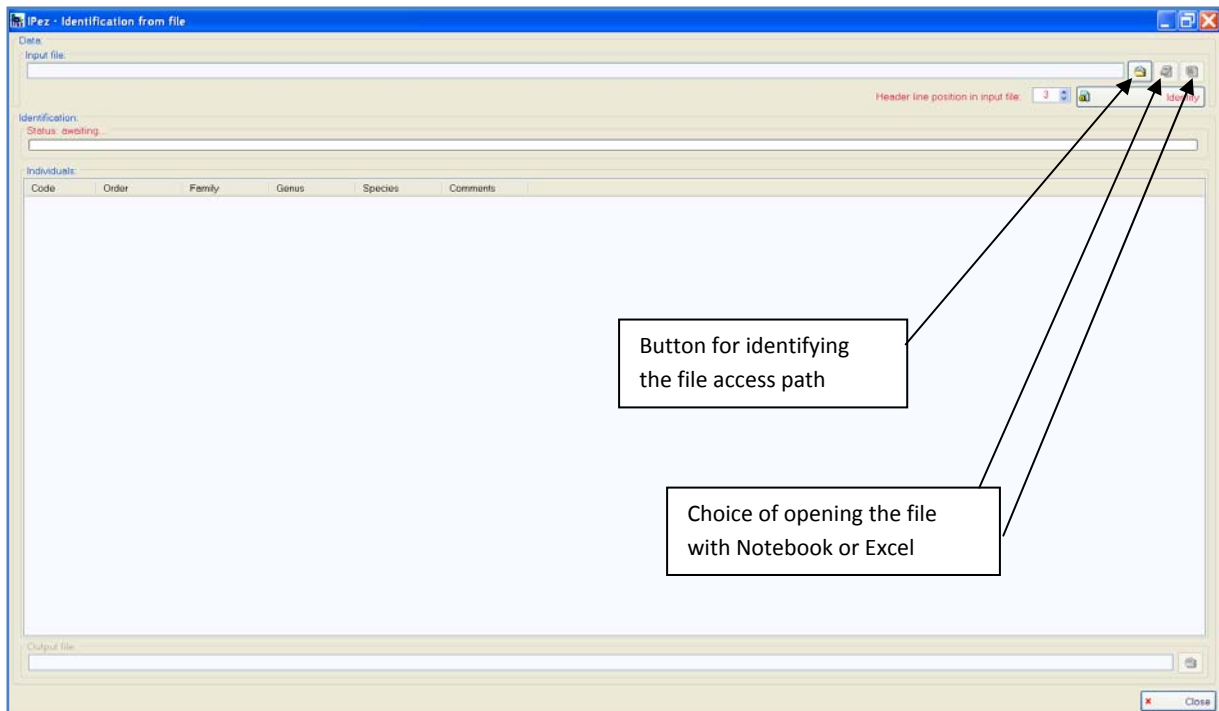 IPez - Identification from file
Data:
Input file:
Header line position in input file: 3 Identify
Identification:
Status: awaiting...
Individuals:
Code Order Family Genus Species Comments
Button for identifying
the file access path
Choice of opening the file
with Notebook or Excel
Output file
Close